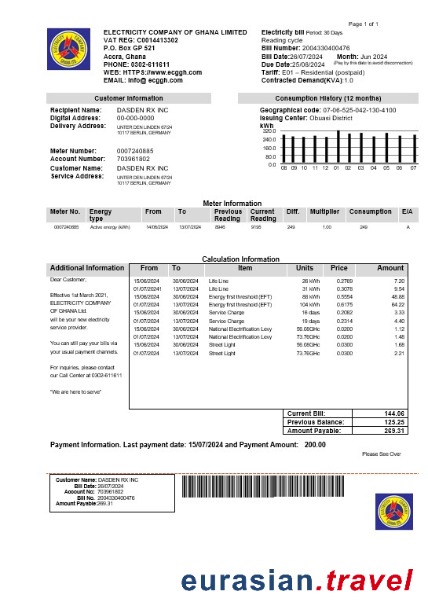 Page 1 of 1
ELECTRICITY COMPANY OF GHANA LIMITED
VAT REG: C0014413302
P.O. Box GP 521
Accra, Ghana
PHONE: 0302-611611
WEB: HTTPS://www.ecggh.com
EMAIL: info@ ecggh.com
Electricity bill Period: 30 Days
Reading cycle
Bill Number: 2004330400476
Bill Date:26/07/2024 Month: Jun 2024
Due Date:25/08/2024 (Pay by this date to avoid disconnection)
Tariff: E01 – Residential (postpaid)
Contracted Demand(KVA):1.0
Customer Information
Recipient Name: DASDEN RX INC
Digital Address: 00-000-0000
Delivery Address: UNTER DEN LINDEN 67/24
10117 BERLIN, GERMANY
Meter Number: 0007240885
Account Number: 703961802
Customer Name: DASDEN RX INC
Service Address: UNTER DEN LINDEN 67/24
10117 BERLIN, GERMANY
Consumption History (12 months)
Geographical code: 07-06-525-042-130-4100
Issuing Center: Obuasi District
kWh
320.0
240.0
160.0
80.0
0.0
08 09 10 11 12 01 02 03 04 05 06 07
Meter Information
Meter No. Energy type From To Previous Reading Current Reading Diff. Multiplier Consumption E/A
0007240885 Active energy (kWh) 14/06/2024 13/07/2024 8946 9195 249 1.00 249 A
Calculation Information
Additional Information From To Item Units Price Amount
Dear Customer,
Effective 1st March 2021,
ELECTRICITY COMPANY
OF GHANA Ltd.
will be your new electricity
service provider.
You can still pay your bills via
your usual payment channels.
For inquiries, please contact
our Call Center at 0302-611611
"We are here to serve"
15/06/2024 30/06/2024 Life Line 26 kWh 0.2769 7.20
01/07/20241 13/07/2024 Life Line 31 kWh 0.3076 9.54
15/06/2024 30/06/2024 Energy first threshold (EFT) 88 kWh 0.5554 48.88
01/07/2024 13/07/2024 Energy first threshold (EFT) 104 kWh 0.6175 64.22
15/06/2024 30/06/2024 Service Charge 16 days 0.2082 3.33
01/07/2024 13/07/2024 Service Charge 19 days 0.2314 4.40
15/06/2024 30/06/2024 National Electrification Levy 0.0200 1.12
01/07/2024 13/07/2024 National Electrification Levy 0.0200 1.48
15/06/2024 30/06/2024 Street Light 0.0300 1.68
01/07/2024 13/07/2024 Street Light 0.0300 2.21
Current Bill: 144.06
Previous Balance: 125.25
Amount Payable: 269.31
Payment Information. Last payment date: 15/07/2024 and Payment Amount: 200.00
Please See Over
Customer Name: DASDEN RX INC
Bill Date: 26/07/2024
Account No: 703961802
Bill No. 2004330400476
Amount Payable:269.31
eurasian.travel